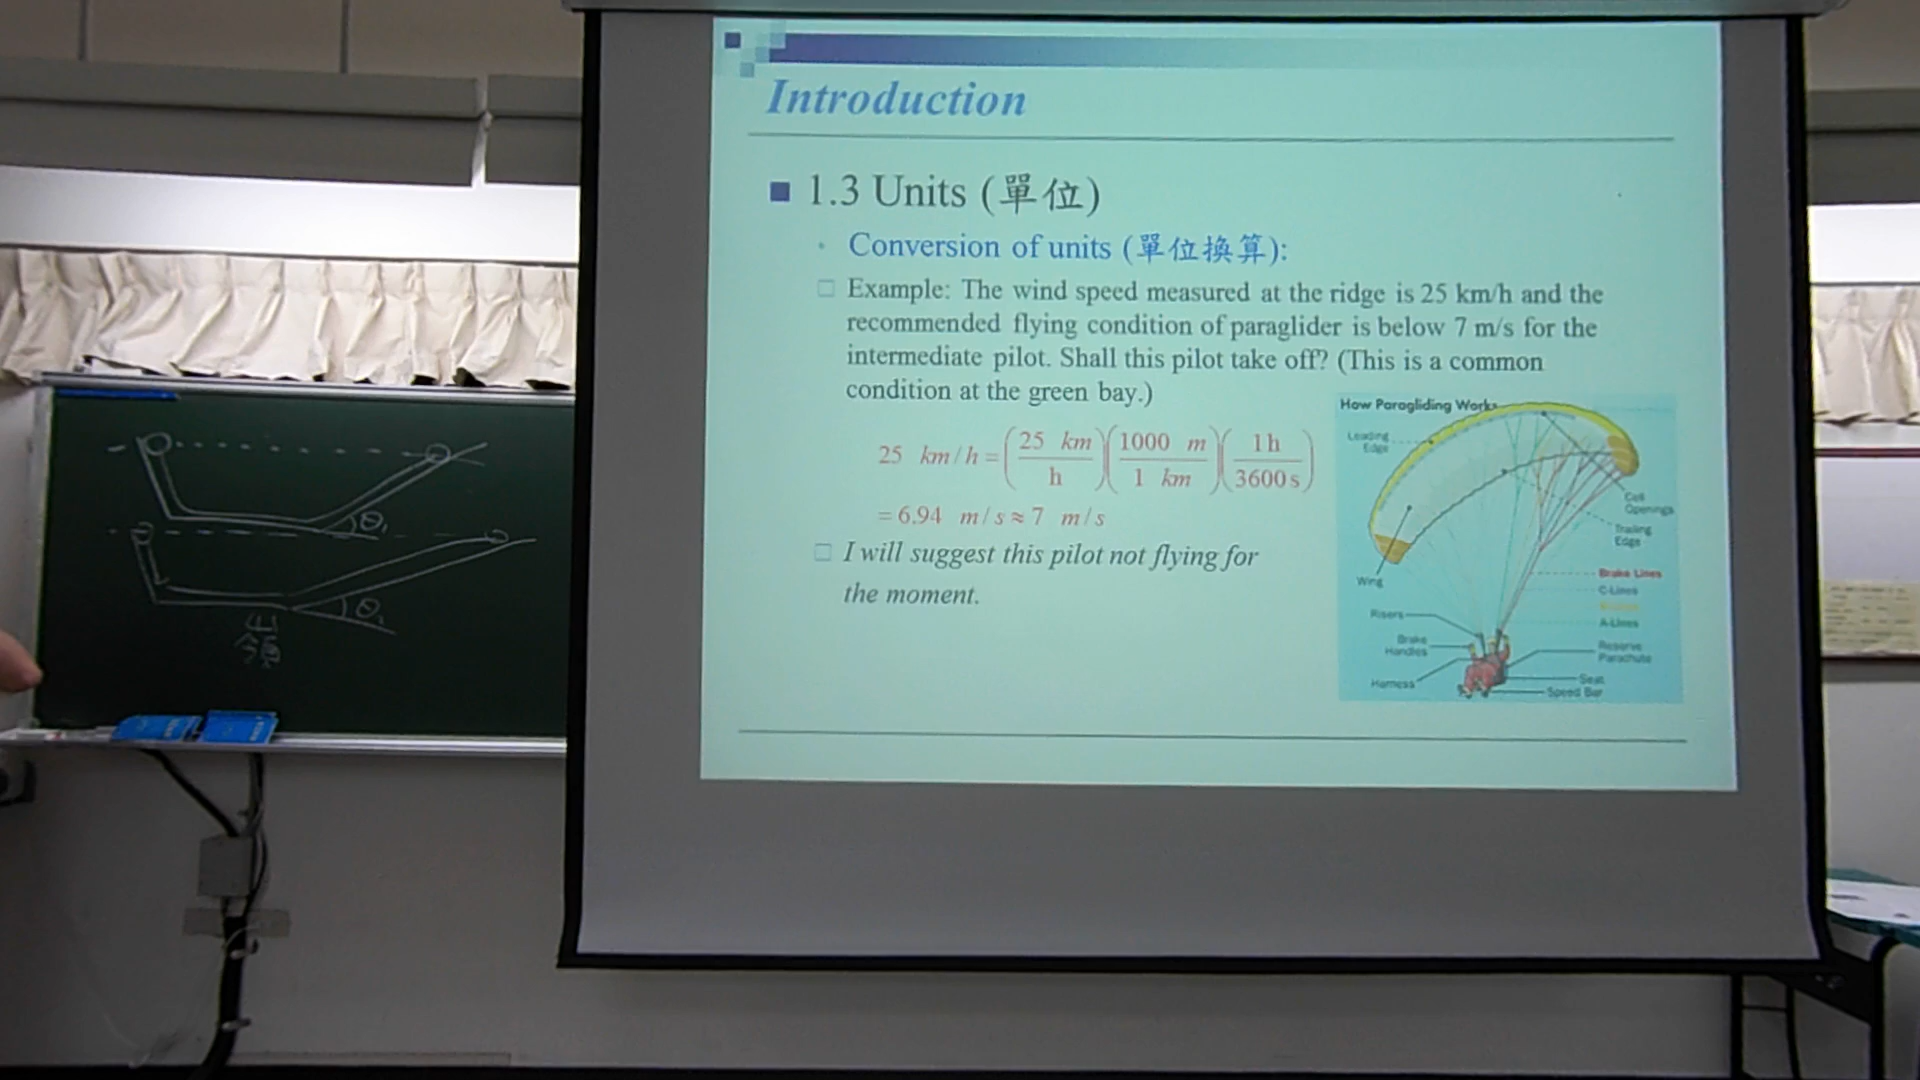 Introduction
1.3 Units (單位)
Conversion of units (單位換算):
Example: The wind speed measured at the ridge is 25 km/h and the
recommended flying condition of paraglider is below 7 m/s for the
intermediate pilot. Shall this pilot take off? (This is a common
condition at the green bay.)
25 km/h = (25 km / h)(1000 m / 1 km)(1 h / 3600 s)
= 6.94 m/s ≈ 7 m/s
I will suggest this pilot not flying for
the moment.
How Paragliding Works
Leading
Edge
Cell
Openings
Trailing
Edge
Wing
Brake Lines
C-Lines
A-Lines
Risers
Brake
Handles
Reserve
Parachute
Harness
Seat
Speed Bar
θ₁
θ₂